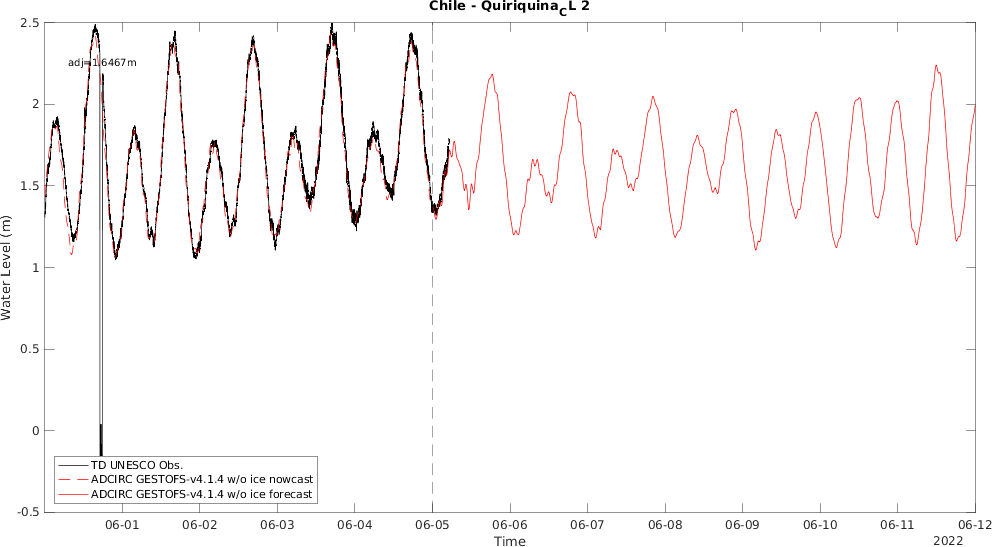 Chile - Quiriquina_CL 2
Water Level (m)
2.5
2
1.5
1
0.5
0
-0.5
adj=1.6467m
TD UNESCO Obs.
ADCIRC GESTOFS-v4.1.4 w/o ice nowcast
ADCIRC GESTOFS-v4.1.4 w/o ice forecast
06-01 06-02 06-03 06-04 06-05 06-06 06-07 06-08 06-09 06-10 06-11 06-12
Time
2022